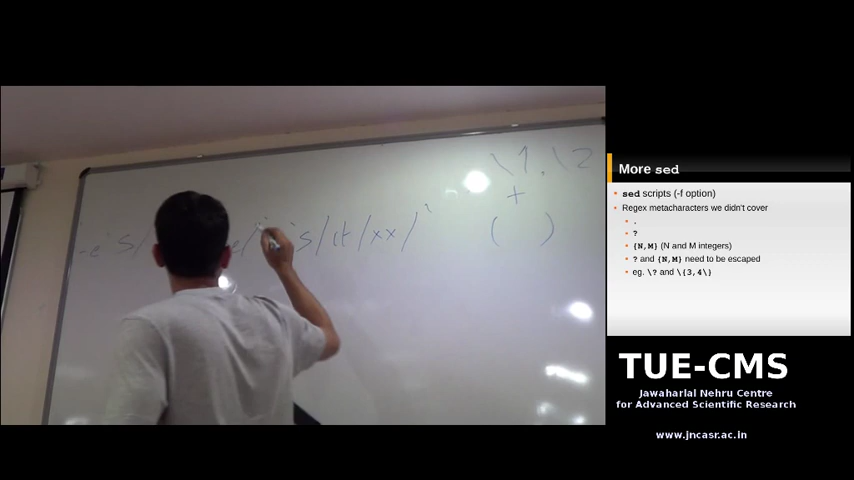 \1, \2
+
-e 's/
e/' 's/it/xx/'
( )
More sed
sed scripts (-f option)
Regex metacharacters we didn't cover
.
?
{N,M} (N and M integers)
? and {N,M} need to be escaped
eg. \? and \{3,4\}
TUE-CMS
Jawaharlal Nehru Centre
for Advanced Scientific Research
www.jncasr.ac.in